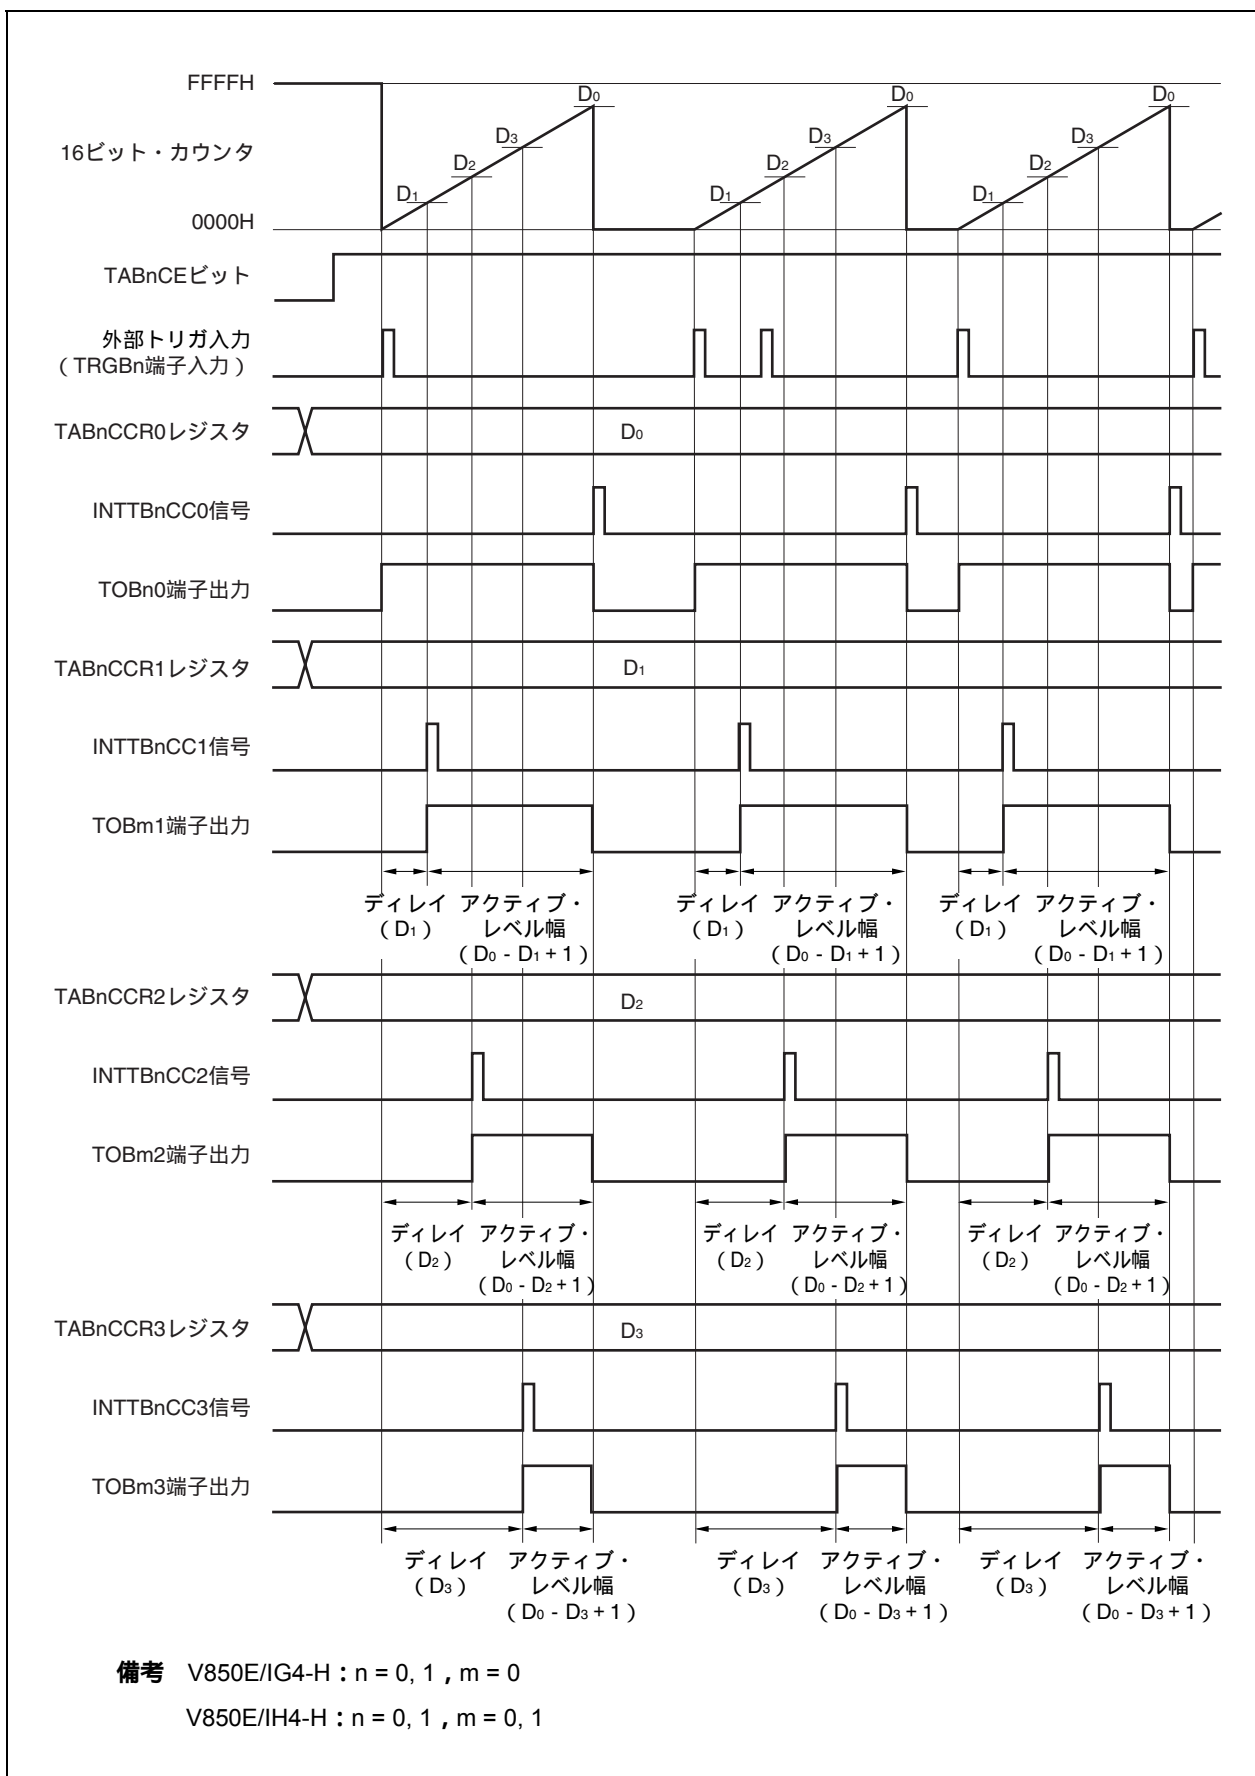 FFFFH
D0 D0 D0
D3 D3 D3
16ビット・カウンタ
D2 D2 D2
D1 D1 D1
0000H
TABnCEビット
外部トリガ入力
(TRGBn端子入力)
TABnCCR0レジスタ D0
INTTBnCC0信号
TOBn0端子出力
TABnCCR1レジスタ D1
INTTBnCC1信号
TOBm1端子出力
ディレイ アクティブ・ ディレイ アクティブ・ ディレイ アクティブ・
(D1) レベル幅 (D1) レベル幅 (D1) レベル幅
(D0 - D1 + 1) (D0 - D1 + 1) (D0 - D1 + 1)
TABnCCR2レジスタ D2
INTTBnCC2信号
TOBm2端子出力
ディレイ アクティブ・ ディレイ アクティブ・ ディレイ アクティブ・
(D2) レベル幅 (D2) レベル幅 (D2) レベル幅
(D0 - D2 + 1) (D0 - D2 + 1) (D0 - D2 + 1)
TABnCCR3レジスタ D3
INTTBnCC3信号
TOBm3端子出力
ディレイ アクティブ・ ディレイ アクティブ・ ディレイ アクティブ・
(D3) レベル幅 (D3) レベル幅 (D3) レベル幅
(D0 - D3 + 1) (D0 - D3 + 1) (D0 - D3 + 1)
備考 V850E/IG4-H:n = 0, 1,m = 0
V850E/IH4-H:n = 0, 1,m = 0, 1